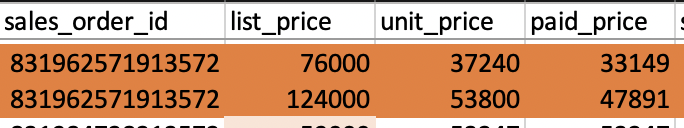 sales_order_id list_price unit_price paid_price
831962571913572 76000 37240 33149
831962571913572 124000 53800 47891